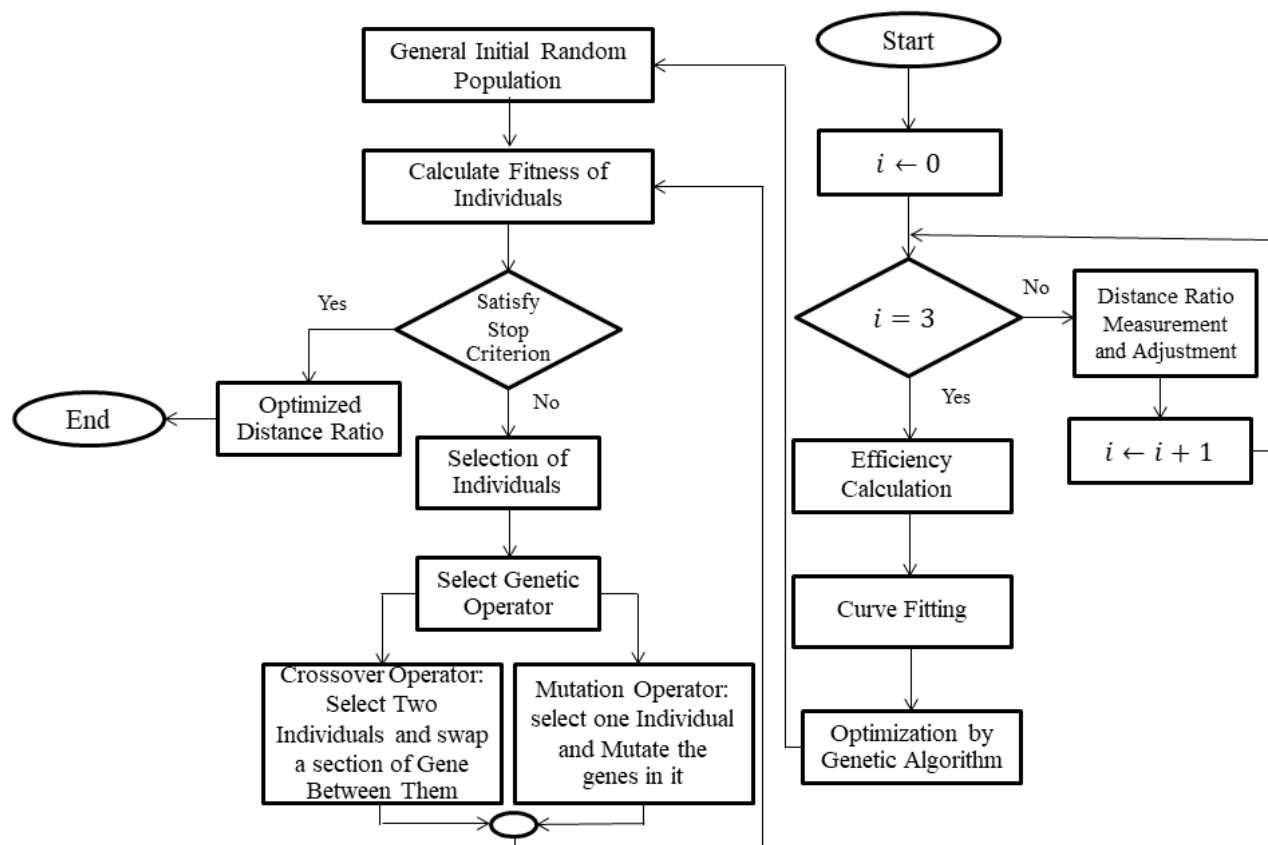 Start
i ← 0
i = 3
No
Distance Ratio
Measurement
and Adjustment
i ← i + 1
Yes
Efficiency
Calculation
Curve Fitting
Optimization by
Genetic Algorithm
General Initial Random
Population
Calculate Fitness of
Individuals
Satisfy
Stop
Criterion
Yes
Optimized
Distance Ratio
End
No
Selection of
Individuals
Select Genetic
Operator
Crossover Operator:
Select Two
Individuals and swap
a section of Gene
Between Them
Mutation Operator:
select one Individual
and Mutate the
genes in it